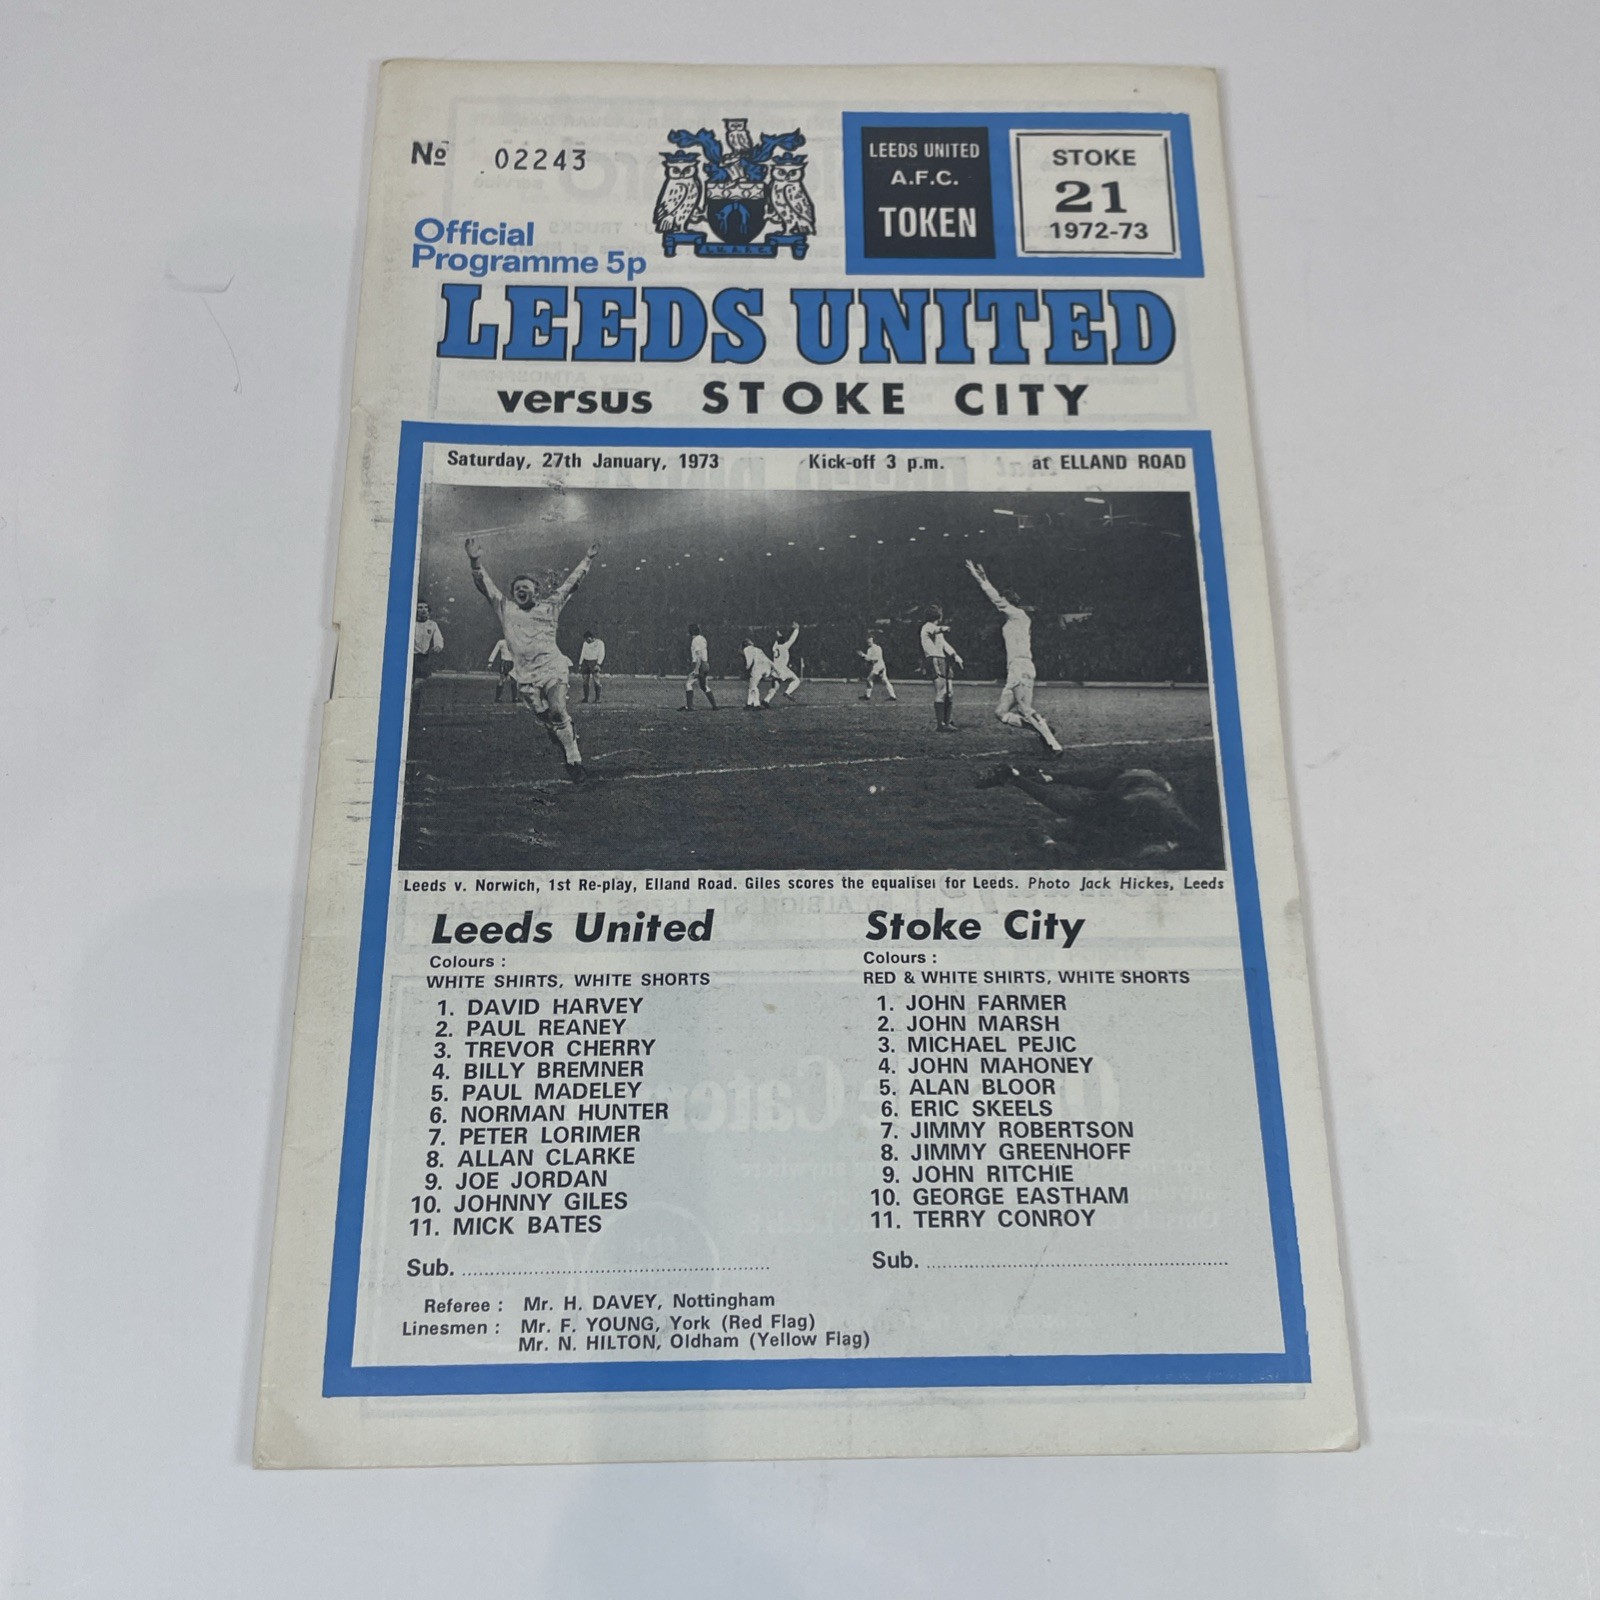 No 02243
LEEDS UNITED
A.F.C.
TOKEN
STOKE
21
1972-73
Official
Programme 5p
LEEDS UNITED
versus STOKE CITY
Saturday, 27th January, 1973 Kick-off 3 p.m. at ELLAND ROAD
Leeds v. Norwich, 1st Re-play, Elland Road. Giles scores the equaliser for Leeds. Photo Jack Hickes, Leeds
Leeds United
Colours :
WHITE SHIRTS, WHITE SHORTS
1. DAVID HARVEY
2. PAUL REANEY
3. TREVOR CHERRY
4. BILLY BREMNER
5. PAUL MADELEY
6. NORMAN HUNTER
7. PETER LORIMER
8. ALLAN CLARKE
9. JOE JORDAN
10. JOHNNY GILES
11. MICK BATES
Sub. ........................................................
Stoke City
Colours :
RED & WHITE SHIRTS, WHITE SHORTS
1. JOHN FARMER
2. JOHN MARSH
3. MICHAEL PEJIC
4. JOHN MAHONEY
5. ALAN BLOOR
6. ERIC SKEELS
7. JIMMY ROBERTSON
8. JIMMY GREENHOFF
9. JOHN RITCHIE
10. GEORGE EASTHAM
11. TERRY CONROY
Sub. ........................................................
Referee : Mr. H. DAVEY, Nottingham
Linesmen : Mr. F. YOUNG, York (Red Flag)
Mr. N. HILTON, Oldham (Yellow Flag)